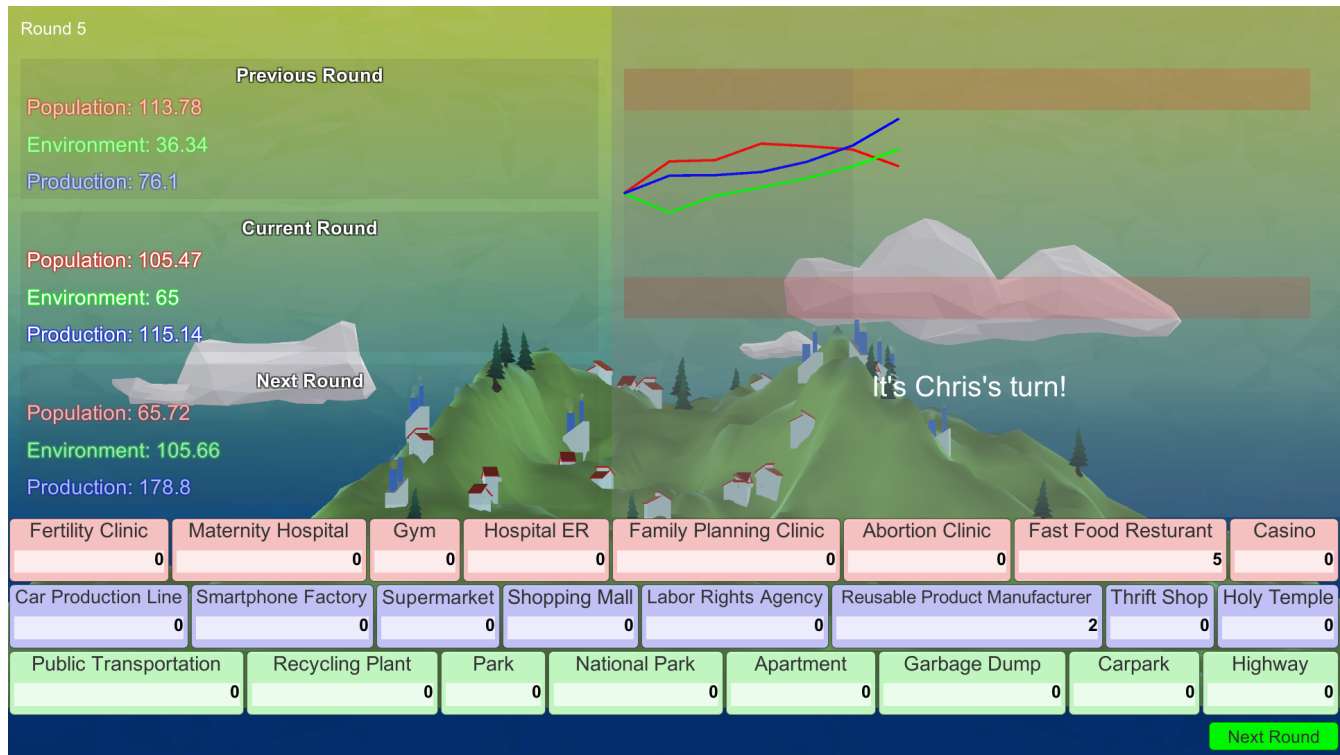 Round 5
Previous Round
Population: 113.78
Environment: 36.34
Production: 76.1
Current Round
Population: 105.47
Environment: 65
Production: 115.14
Next Round
Population: 65.72
Environment: 105.66
Production: 178.8
It's Chris's turn!
Fertility Clinic Maternity Hospital Gym Hospital ER Family Planning Clinic Abortion Clinic Fast Food Resturant Casino
0 0 0 0 0 0 5 0
Car Production Line Smartphone Factory Supermarket Shopping Mall Labor Rights Agency Reusable Product Manufacturer Thrift Shop Holy Temple
0 0 0 0 0 2 0 0
Public Transportation Recycling Plant Park National Park Apartment Garbage Dump Carpark Highway
0 0 0 0 0 0 0 0
Next Round